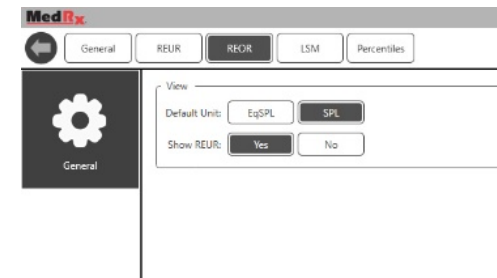 MedRx
General REUR REOR LSM Percentiles
View
Default Unit: EqSPL SPL
Show REUR: Yes No
General